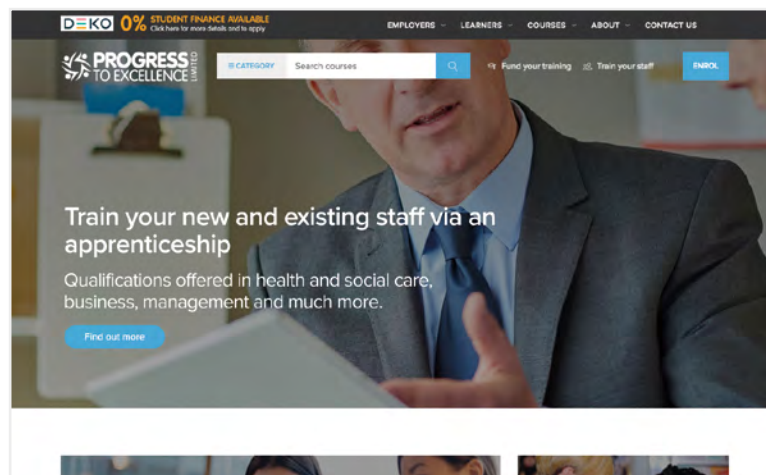 DEKO 0% STUDENT FINANCE AVAILABLE
Click here for more details and to apply
EMPLOYERS LEARNERS COURSES ABOUT CONTACT US
PROGRESS
TO EXCELLENCE
LIMITED
CATEGORY Search courses Fund your training Train your staff ENROL
Train your new and existing staff via an
apprenticeship
Qualifications offered in health and social care,
business, management and much more.
Find out more